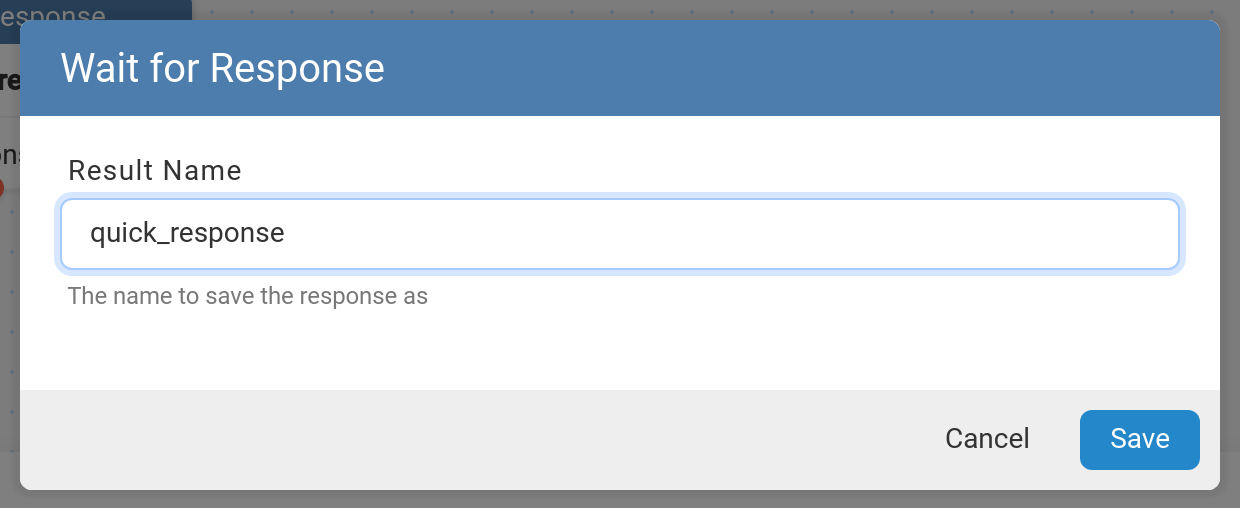 esponse
Wait for Response
re
Result Name
ons
quick_response
The name to save the response as
Cancel
Save